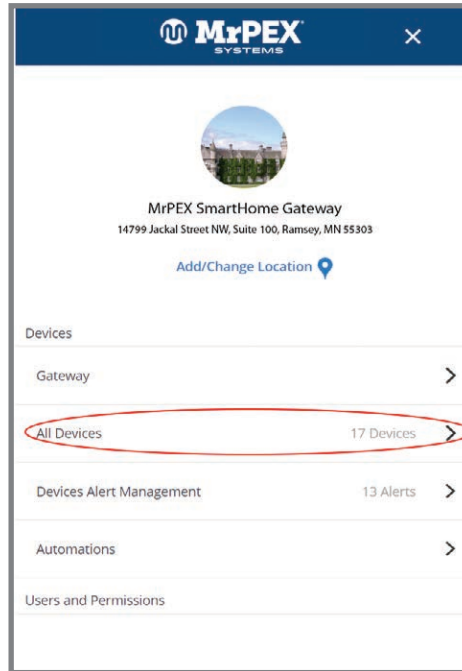 MrPEX
SYSTEMS
MrPEX SmartHome Gateway
14799 Jackal Street NW, Suite 100, Ramsey, MN 55303
Add/Change Location
Devices
Gateway
All Devices 17 Devices
Devices Alert Management 13 Alerts
Automations
Users and Permissions